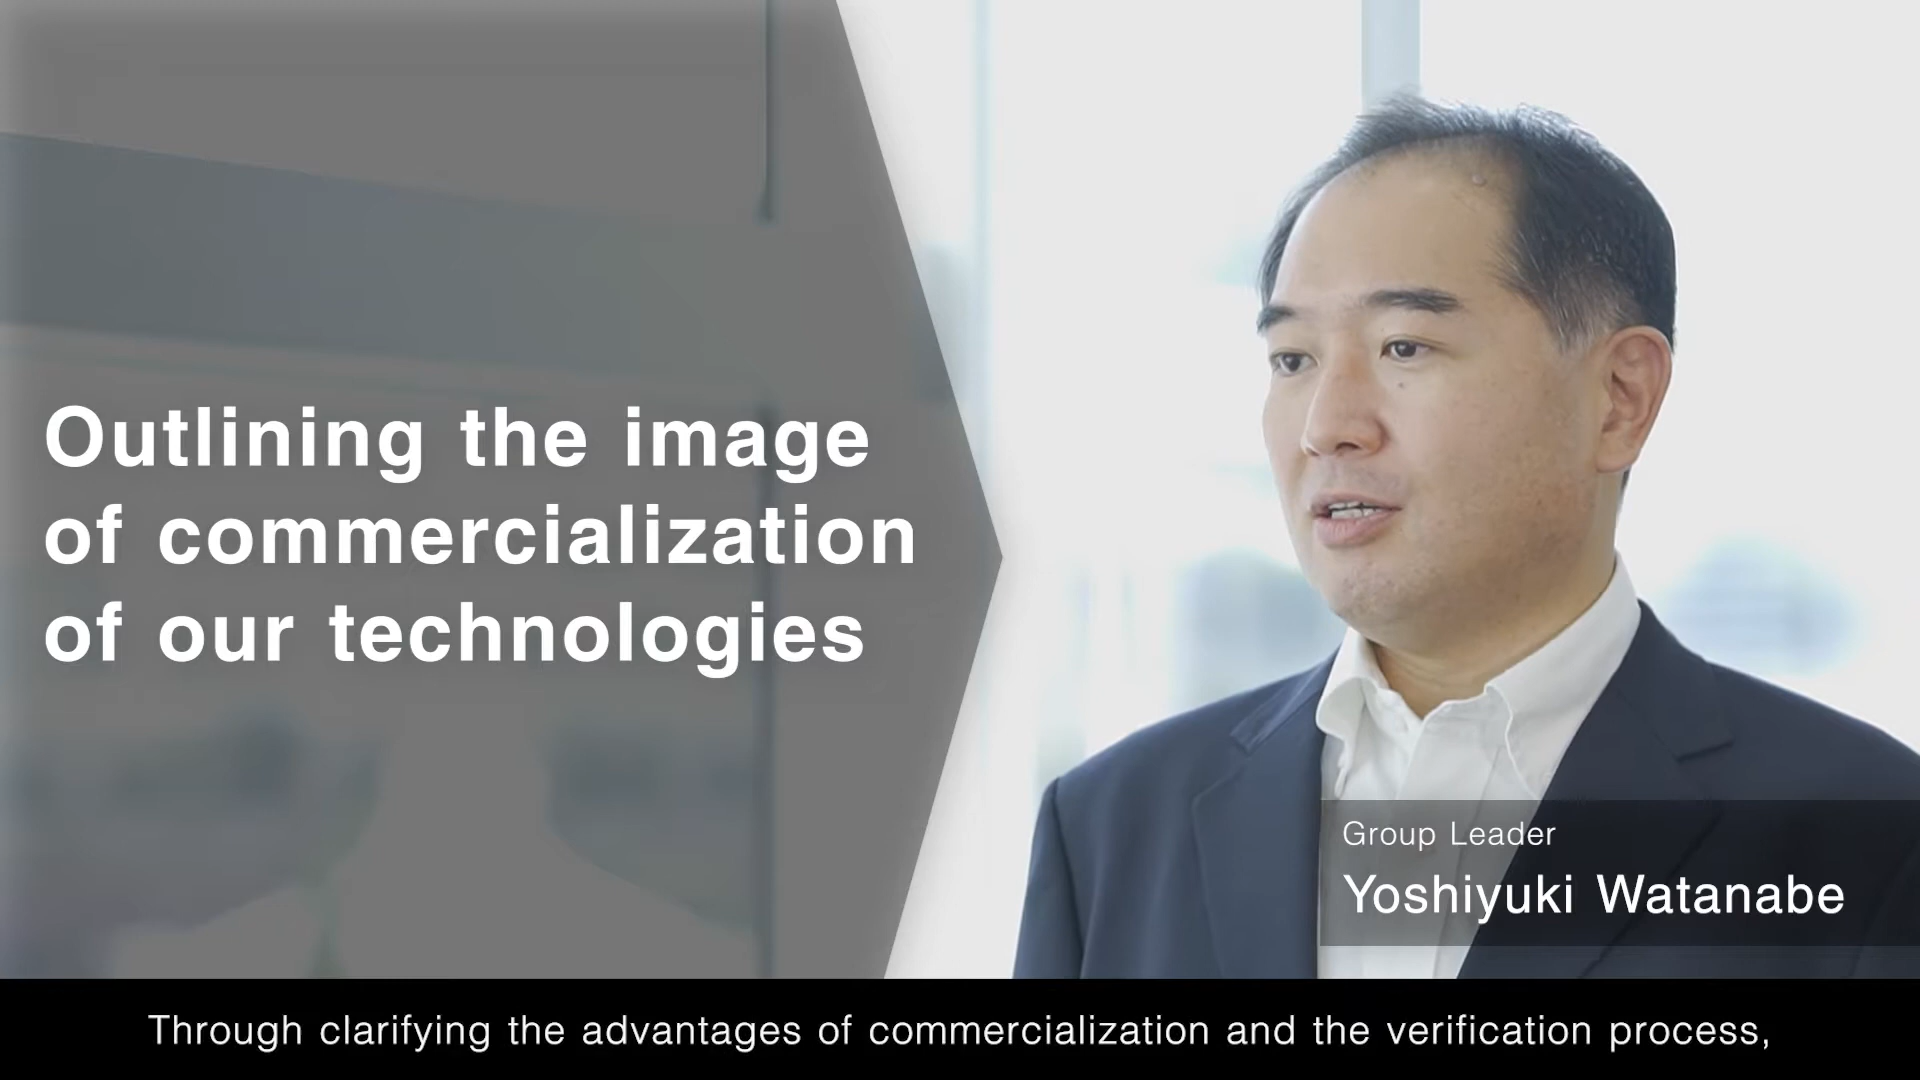 Outlining the image
of commercialization
of our technologies
Group Leader
Yoshiyuki Watanabe
Through clarifying the advantages of commercialization and the verification process,